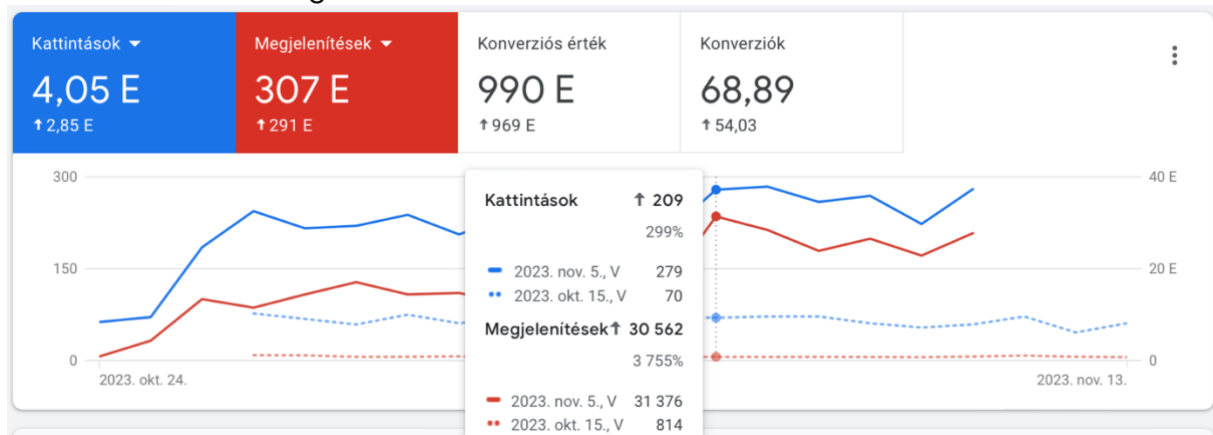 Kattintások
4,05 E
↑ 2,85 E
Megjelenítések
307 E
↑ 291 E
Konverziós érték
990 E
↑ 969 E
Konverziók
68,89
↑ 54,03
300
150
0
40 E
20 E
0
2023. okt. 24.
2023. nov. 13.
Kattintások ↑ 209
299%
2023. nov. 5., V 279
2023. okt. 15., V 70
Megjelenítések↑ 30 562
3 755%
2023. nov. 5., V 31 376
2023. okt. 15., V 814